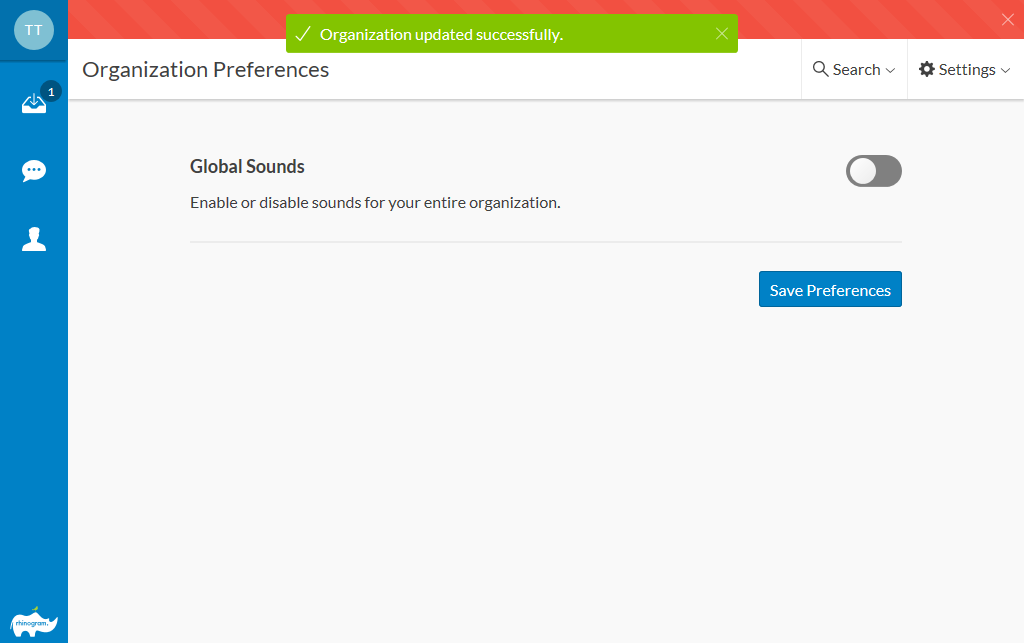 TT
Organization updated successfully.
1
Organization Preferences
Search
Settings
Global Sounds
Enable or disable sounds for your entire organization.
Save Preferences
rhinogram.